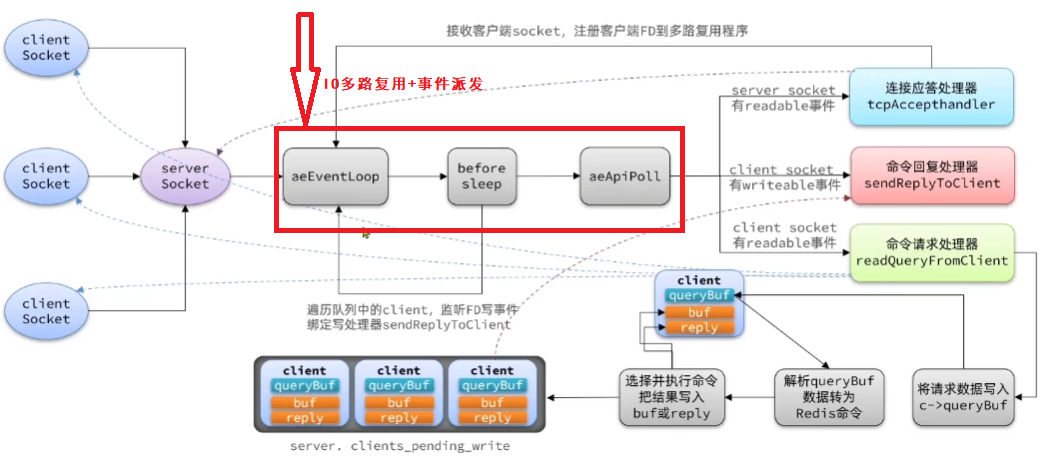 接收客户端socket，注册客户端FD到多路复用程序
IO多路复用+事件派发
client
Socket
client
Socket
client
Socket
server
Socket
aeEventLoop
before
sleep
aeApiPoll
server socket
有readable事件
client socket
有writeable事件
client socket
有readable事件
连接应答处理器
tcpAccepthandler
命令回复处理器
sendReplyToClient
命令请求处理器
readQueryFromClient
遍历队列中的client，监听FD写事件
绑定写处理器sendReplyToClient
client
queryBuf
buf
reply
client
queryBuf
buf
reply
client
queryBuf
buf
reply
client
queryBuf
buf
reply
server. clients_pending_write
选择并执行命令
把结果写入
buf或reply
解析queryBuf
数据转为
Redis命令
将请求数据写入
c->queryBuf